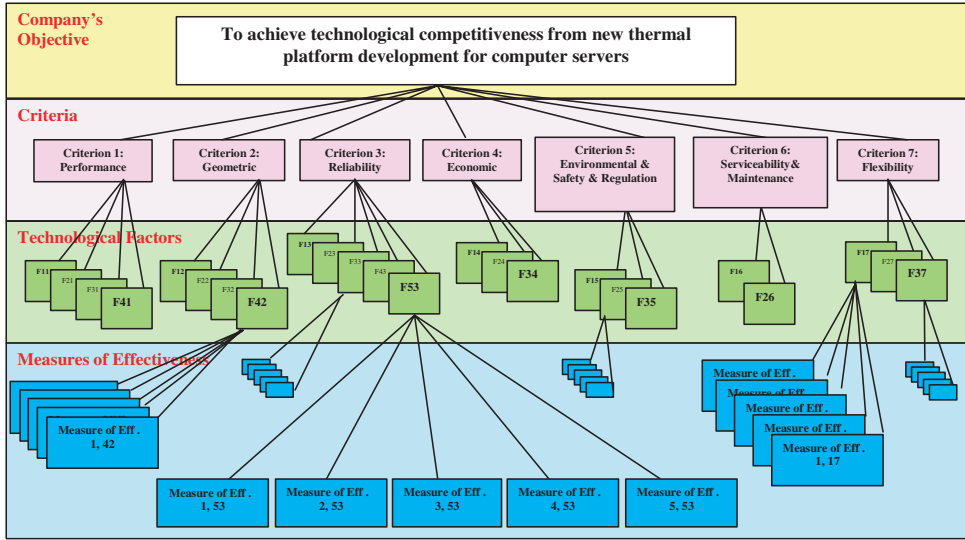 Company's
Objective
To achieve technological competitiveness from new thermal
platform development for computer servers
Criteria
Criterion 1:
Performance
Criterion 2:
Geometric
Criterion 3:
Reliability
Criterion 4:
Economic
Criterion 5:
Environmental &
Safety & Regulation
Criterion 6:
Serviceability&
Maintenance
Criterion 7:
Flexibility
Technological Factors
F11
F21
F31
F41
F12
F22
F32
F42
F13
F23
F33
F43
F53
F14
F24
F34
F15
F25
F35
F16
F26
F17
F27
F37
Measures of Effectiveness
Measure of Eff .
1, 42
Measure of Eff .
1, 53
Measure of Eff .
2, 53
Measure of Eff .
3, 53
Measure of Eff .
4, 53
Measure of Eff .
5, 53
Measure of Eff .
Measure of Eff .
Measure of Eff .
Measure of Eff .
Measure of Eff .
1, 17